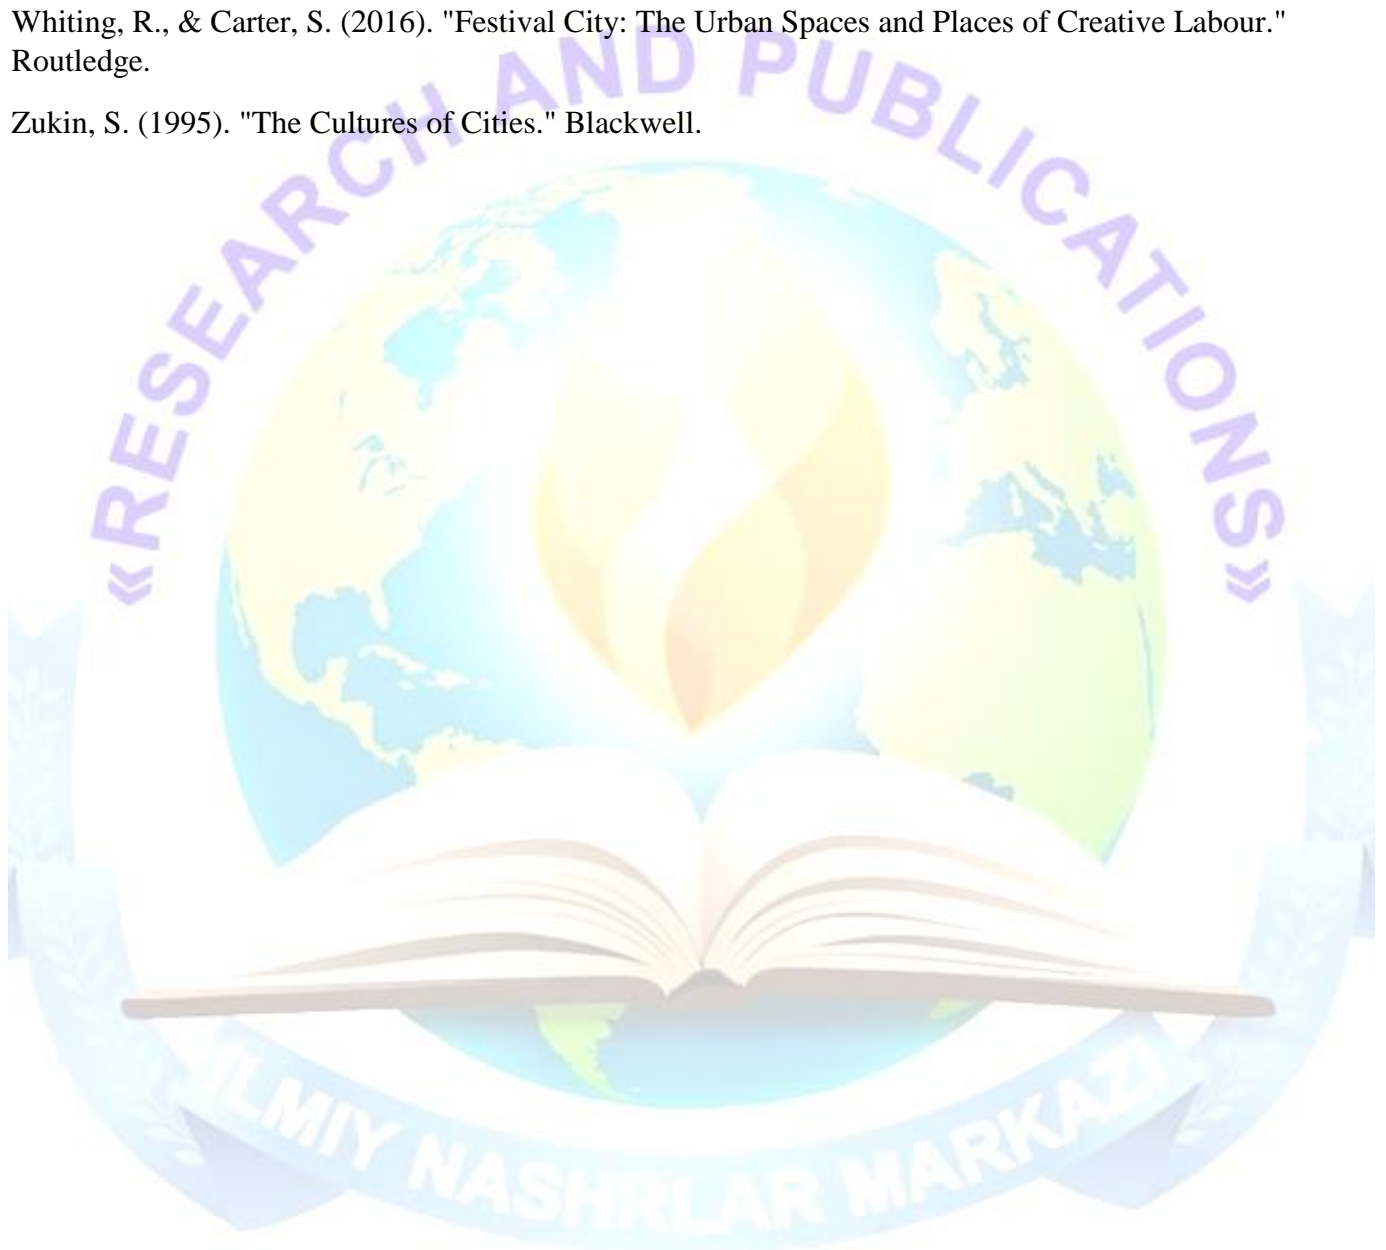 Whiting, R., & Carter, S. (2016). "Festival City: The Urban Spaces and Places of Creative Labour."
Routledge.
Zukin, S. (1995). "The Cultures of Cities." Blackwell.
«RESEARCH AND PUBLICATIONS»
ILMIY NASHRLAR MARKAZI